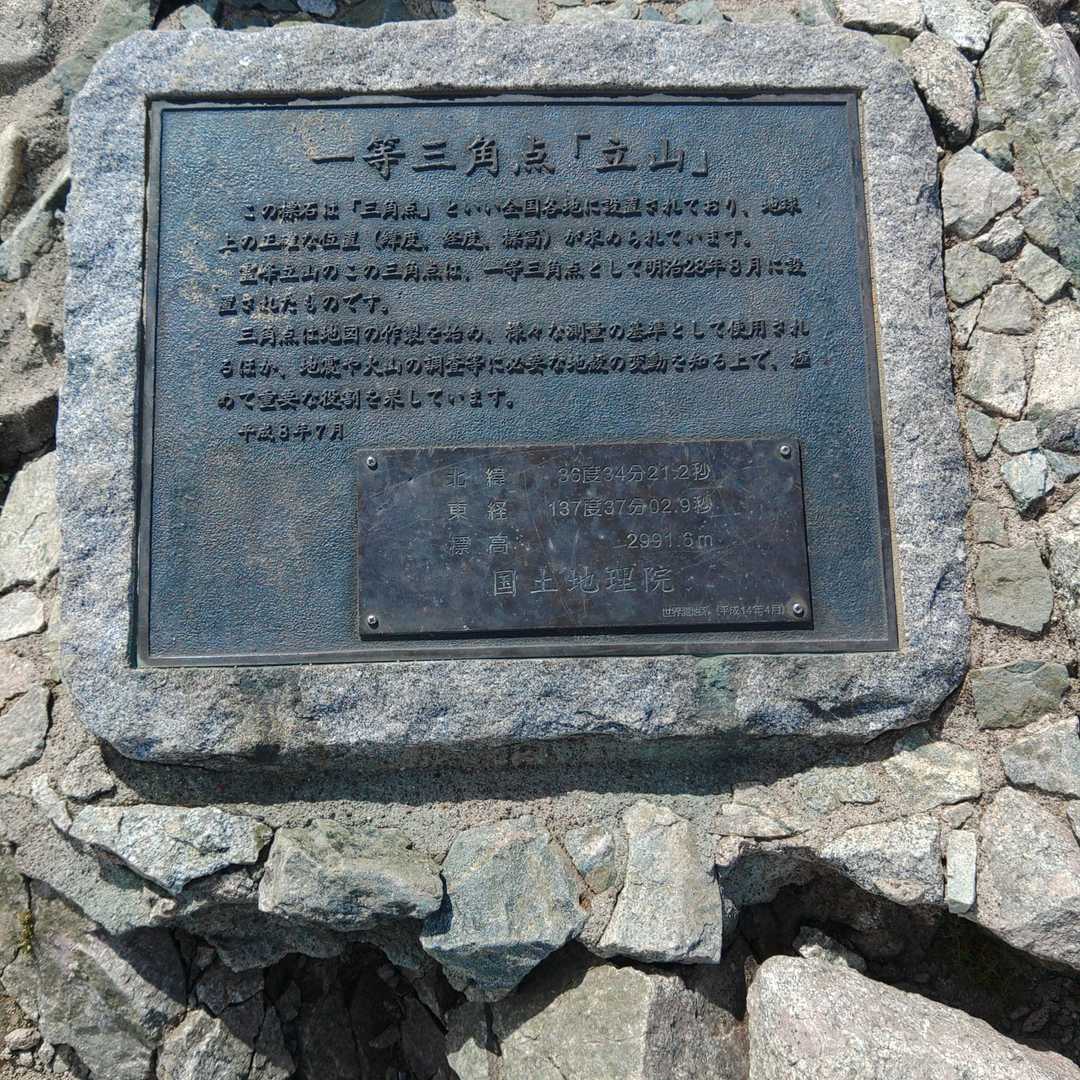 一等三角点「立山」
この標石は「三角点」といい全国各地に設置されており、地球
上の正確な位置（緯度、経度、標高）が求められています。
霊峰立山のこの三角点は、一等三角点として明治28年8月に設
置されたものです。
三角点は地図の作製を始め、様々な測量の基準として使用され
るほか、地震や火山の調査等に必要な地殻の変動を知る上で、極
めて重要な役割を果しています。
平成8年7月
北緯 36度34分21.2秒
東経 137度37分02.9秒
標高 2991.6m
国土地理院
世界測地系（平成14年4月）